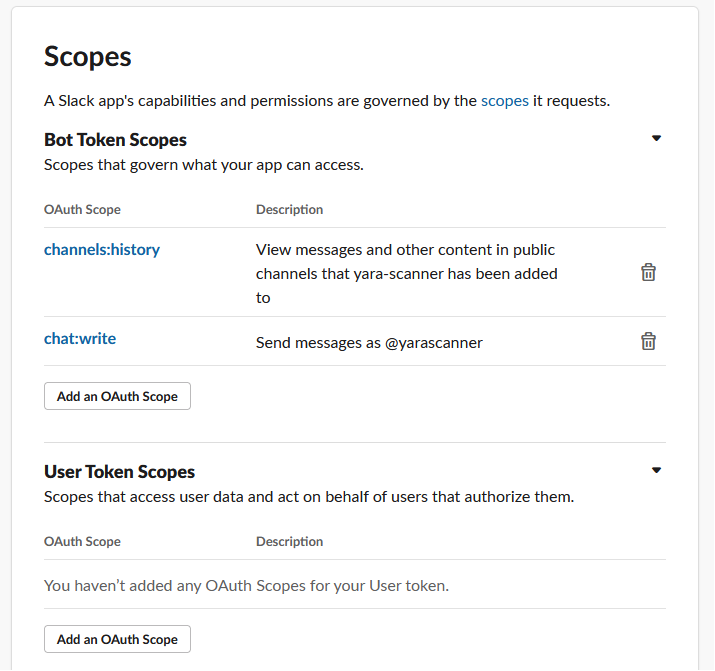 Scopes
A Slack app's capabilities and permissions are governed by the scopes it requests.
Bot Token Scopes
Scopes that govern what your app can access.
OAuth Scope Description
channels:history View messages and other content in public
channels that yara-scanner has been added
to
chat:write Send messages as @yarascanner
Add an OAuth Scope
User Token Scopes
Scopes that access user data and act on behalf of users that authorize them.
OAuth Scope Description
You haven’t added any OAuth Scopes for your User token.
Add an OAuth Scope